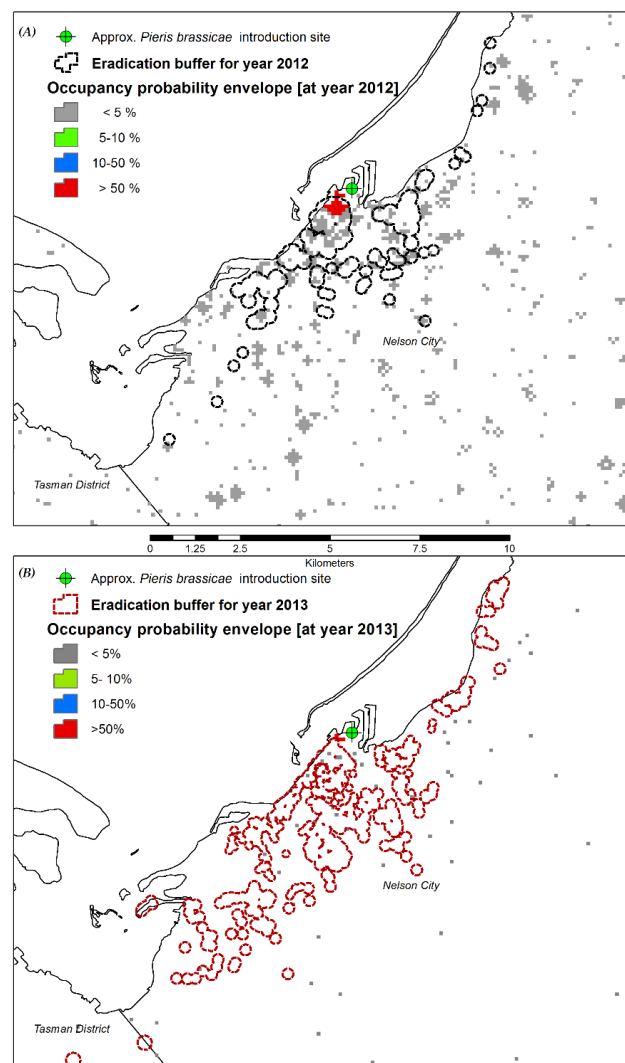 (A)
Approx. Pieris brassicae introduction site
Eradication buffer for year 2012
Occupancy probability envelope [at year 2012]
< 5 %
5-10 %
10-50 %
> 50 %
Nelson City
Tasman District
0 1.25 2.5 5 7.5 10
Kilometers
(B)
Approx. Pieris brassicae introduction site
Eradication buffer for year 2013
Occupancy probability envelope [at year 2013]
< 5%
5- 10%
10-50%
>50%
Nelson City
Tasman District